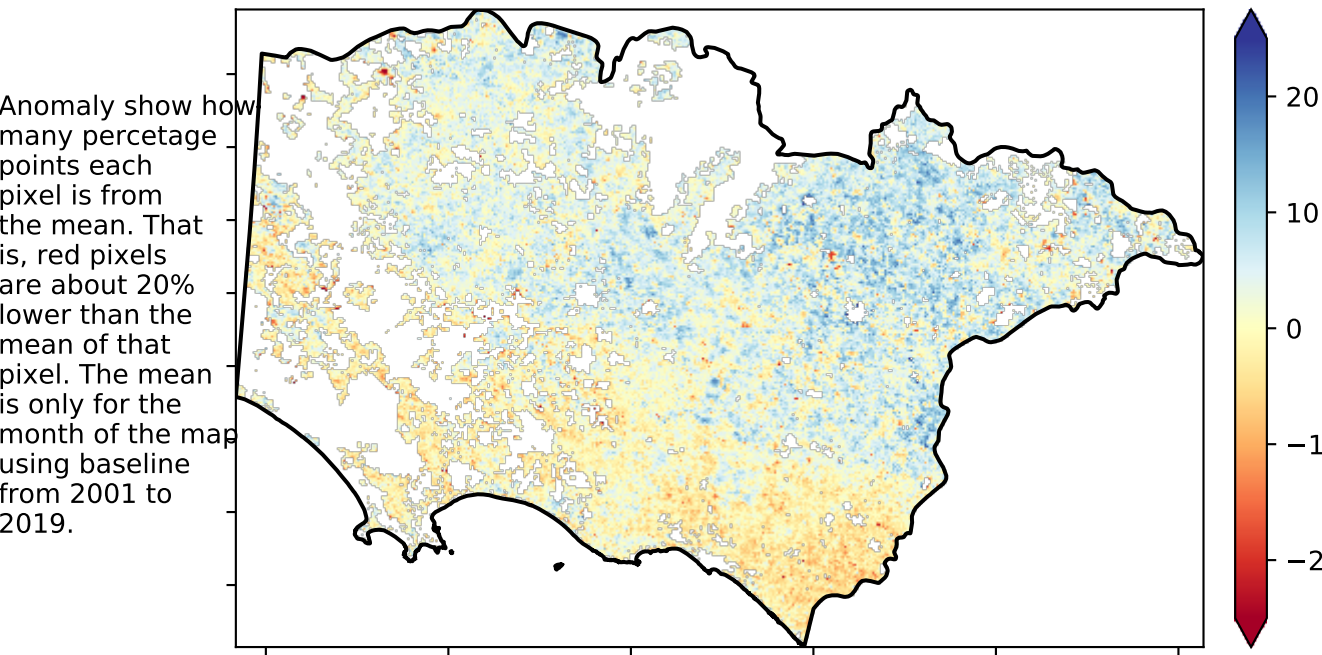 Anomaly show how
many percetage
points each
pixel is from
the mean. That
is, red pixels
are about 20%
lower than the
mean of that
pixel. The mean
is only for the
month of the map
using baseline
from 2001 to
2019.
20
10
0
−1
−2